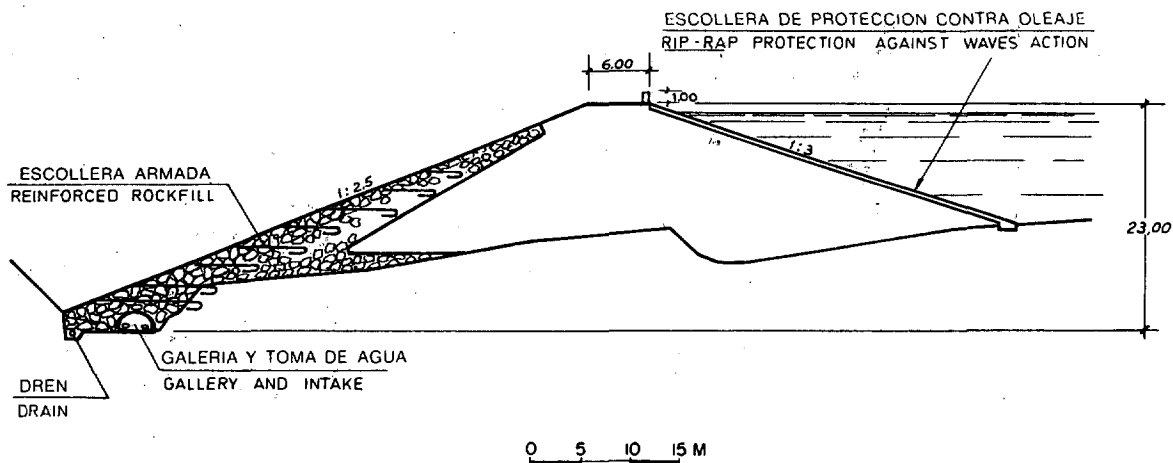 ESCOLLERA DE PROTECCION CONTRA OLEAJE
RIP-RAP PROTECTION AGAINST WAVES ACTION
6.00
1.00
1:3
1:2.5
ESCOLLERA ARMADA
REINFORCED ROCKFILL
23,00
GALERIA Y TOMA DE AGUA
GALLERY AND INTAKE
DREN
DRAIN
0 5 10 15 M